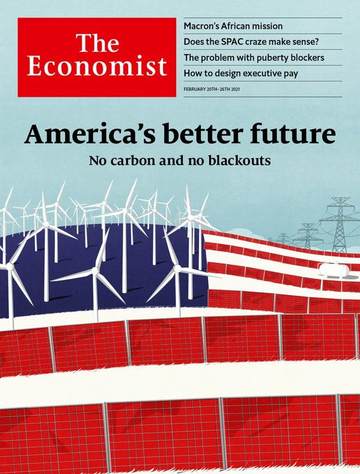 The
Economist
Macron's African mission
Does the SPAC craze make sense?
The problem with puberty blockers
How to design executive pay
FEBRUARY 20TH–26TH 2021
America's better future
No carbon and no blackouts